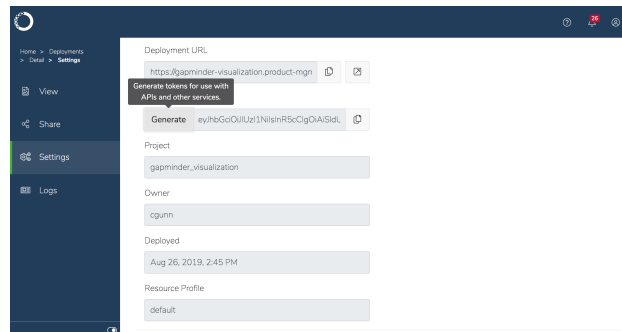 26
Home > Deployments
> Detail > Settings
View
Share
Settings
Logs
Deployment URL
https://gapminder-visualization.product-mgn
Generate tokens for use with
APIs and other services.
Generate
Project
gapminder_visualization
Owner
cgunn
Deployed
Aug 26, 2019, 2:45 PM
Resource Profile
default